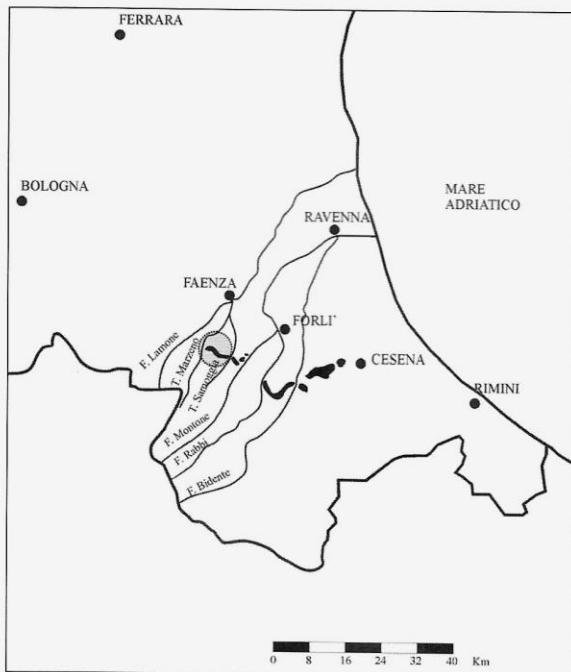 FERRARA
BOLOGNA
MARE
ADRIATICO
RAVENNA
FAENZA
FORLI'
F. Lamone
T. Marzeno
T. Samoggia
CESENA
RIMINI
F. Montone
F. Rabbi
F. Bidente
0 8 16 24 32 40 Km